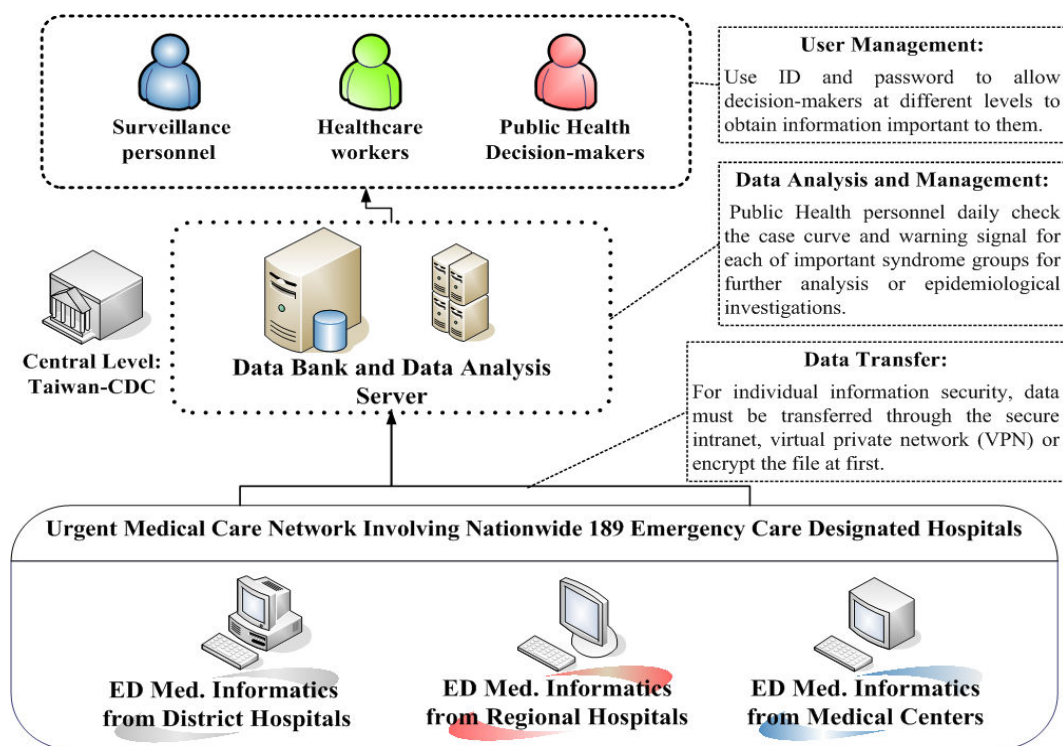 Surveillance
personnel
Healthcare
workers
Public Health
Decision-makers
User Management:
Use ID and password to allow
decision-makers at different levels to
obtain information important to them.
Data Analysis and Management:
Public Health personnel daily check
the case curve and warning signal for
each of important syndrome groups for
further analysis or epidemiological
investigations.
Central Level:
Taiwan-CDC
Data Bank and Data Analysis
Server
Data Transfer:
For individual information security, data
must be transferred through the secure
intranet, virtual private network (VPN) or
encrypt the file at first.
Urgent Medical Care Network Involving Nationwide 189 Emergency Care Designated Hospitals
ED Med. Informatics
from District Hospitals
ED Med. Informatics
from Regional Hospitals
ED Med. Informatics
from Medical Centers